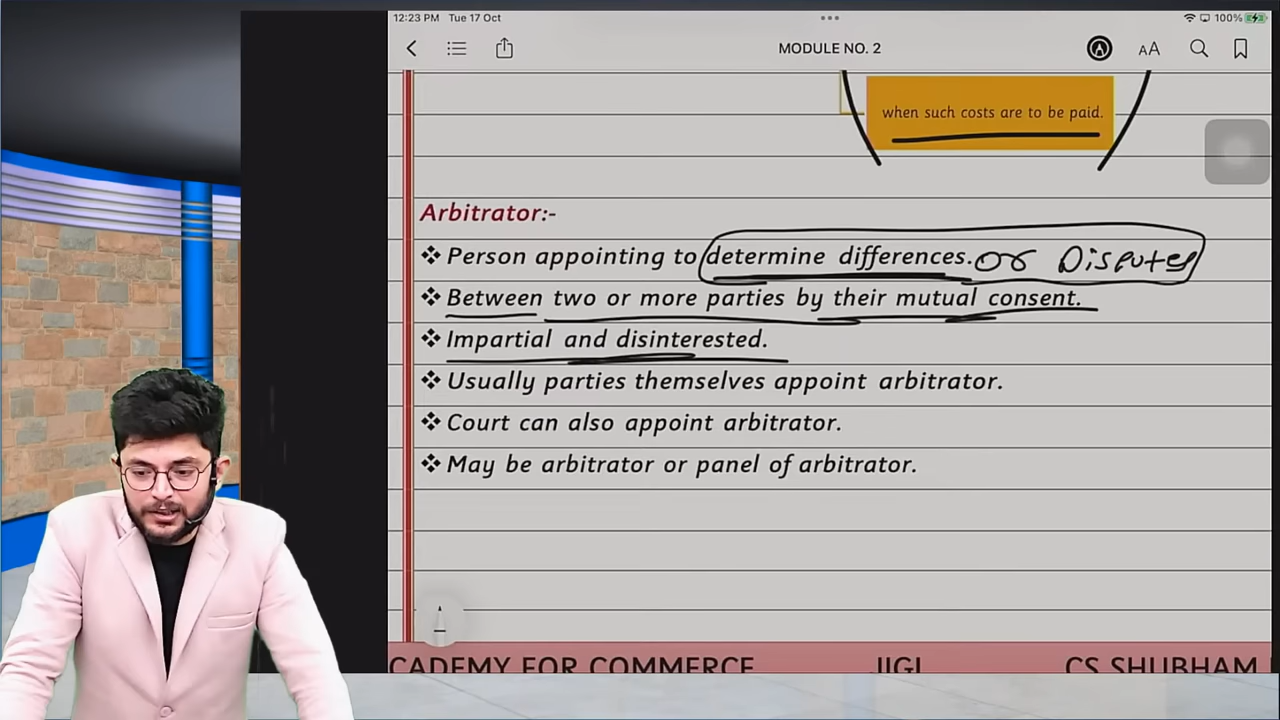 12:23 PM Tue 17 Oct
100%
MODULE NO. 2
AA
when such costs are to be paid.
Arbitrator:-
❖ Person appointing to determine differences. or Disputes
❖ Between two or more parties by their mutual consent.
❖ Impartial and disinterested.
❖ Usually parties themselves appoint arbitrator.
❖ Court can also appoint arbitrator.
❖ May be arbitrator or panel of arbitrator.
CADEMY FOR COMMERCE JIGL CS SHUBHAM